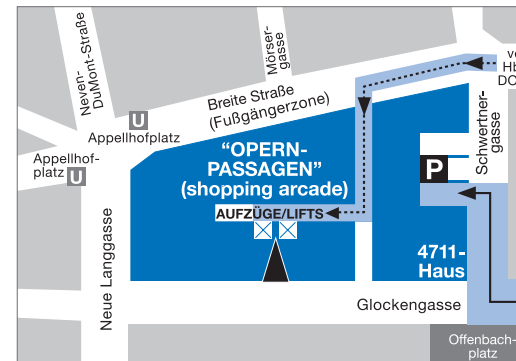 Neven-
DuMont-Straße
Mörser-
gasse
Breite Straße
(Fußgängerzone)
U
Appellhofplatz
Appellhof-
platz U
“OPERN-
PASSAGEN”
(shopping arcade)
AUFZÜGE/LIFTS
Schwertner-
gasse
P
4711-
Haus
Neue Langgasse
Glockengasse
Offenbach-
platz